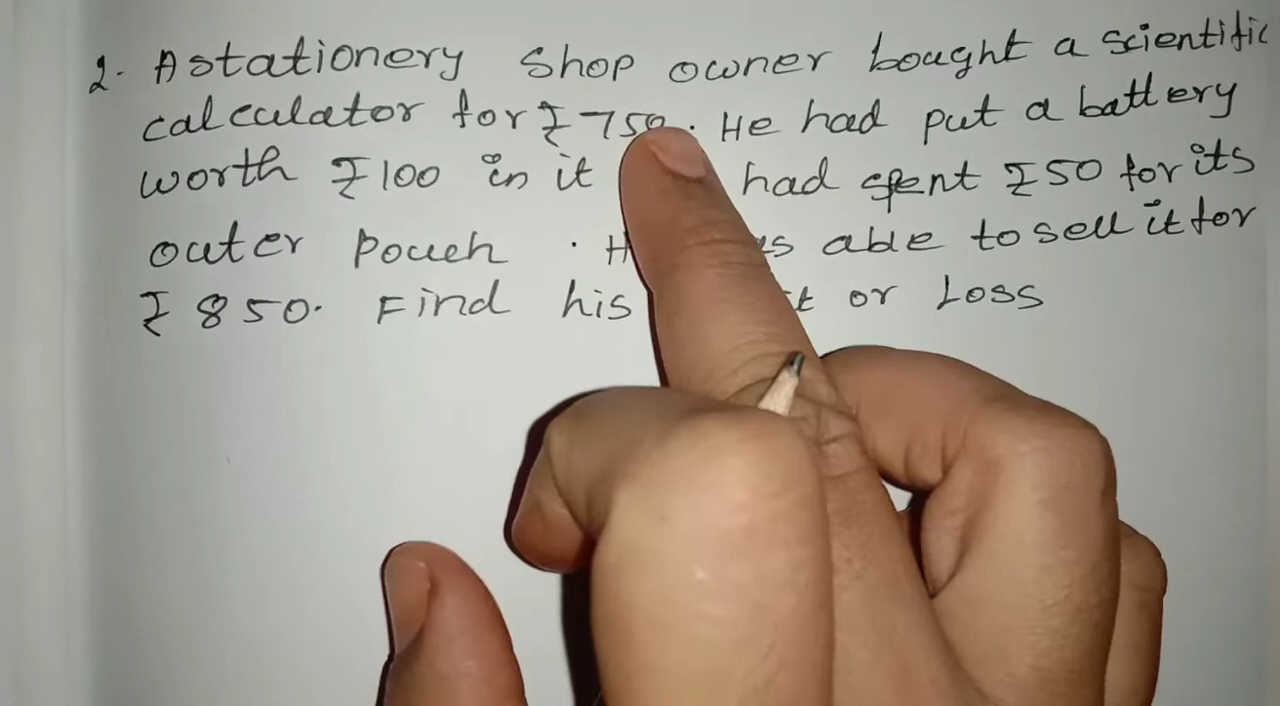 2. A stationery shop owner bought a scientific
calculator for ₹750. He had put a battery
worth ₹100 in it had spent ₹50 for its
outer Pouch. able to sell it for
₹850. Find his or Loss